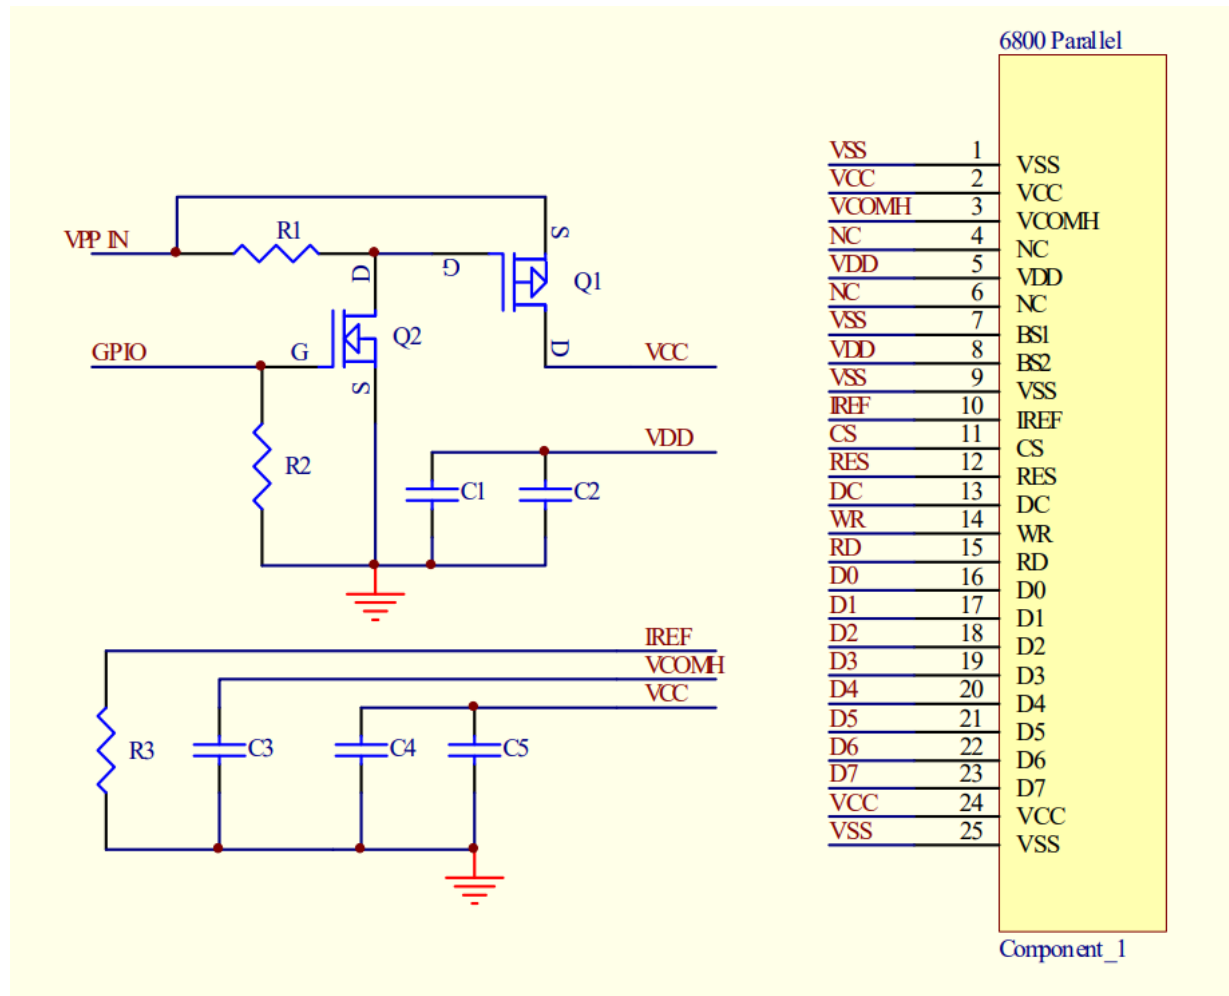 6800 Parallel
VPP IN
R1
S
G
Q1
D
D
VCC
GPIO
G
Q2
S
R2
VDD
C1
C2
IREF
VCOMH
VCC
R3
C3
C4
C5
VSS 1 VSS
VCC 2 VCC
VCOMH 3 VCOMH
NC 4 NC
VDD 5 VDD
NC 6 NC
VSS 7 BS1
VDD 8 BS2
VSS 9 VSS
IREF 10 IREF
CS 11 CS
RES 12 RES
DC 13 DC
WR 14 WR
RD 15 RD
D0 16 D0
D1 17 D1
D2 18 D2
D3 19 D3
D4 20 D4
D5 21 D5
D6 22 D6
D7 23 D7
VCC 24 VCC
VSS 25 VSS
Component_1